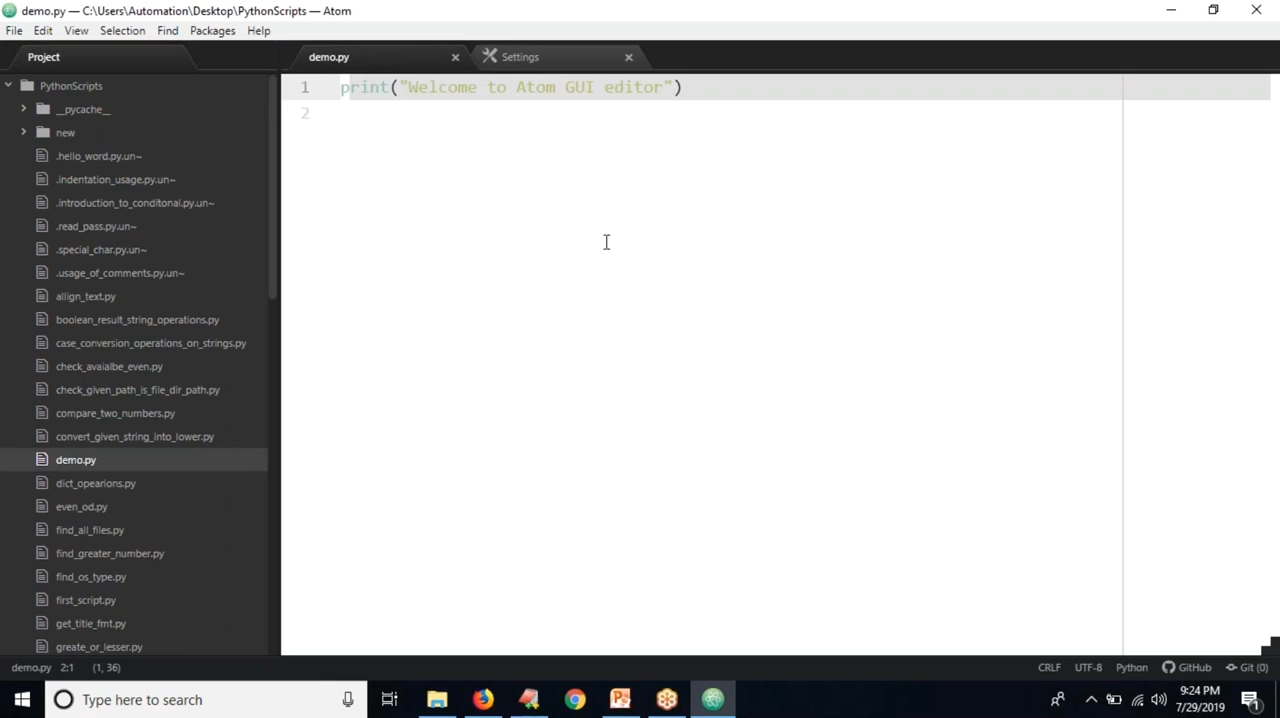 demo.py — C:\Users\Automation\Desktop\PythonScripts — Atom
File Edit View Selection Find Packages Help
Project
demo.py
Settings
PythonScripts
__pycache__
new
.hello_word.py.un~
.indentation_usage.py.un~
.introduction_to_conditonal.py.un~
.read_pass.py.un~
.special_char.py.un~
.usage_of_comments.py.un~
allign_text.py
boolean_result_string_operations.py
case_conversion_operations_on_strings.py
check_avaialbe_even.py
check_given_path_is_file_dir_path.py
compare_two_numbers.py
convert_given_string_into_lower.py
demo.py
dict_opearions.py
even_od.py
find_all_files.py
find_greater_number.py
find_os_type.py
first_script.py
get_title_fmt.py
greate_or_lesser.py
1 print("Welcome to Atom GUI editor")
2
demo.py 2:1 (1, 36)
CRLF UTF-8 Python GitHub Git (0)
Type here to search
9:24 PM
7/29/2019
1